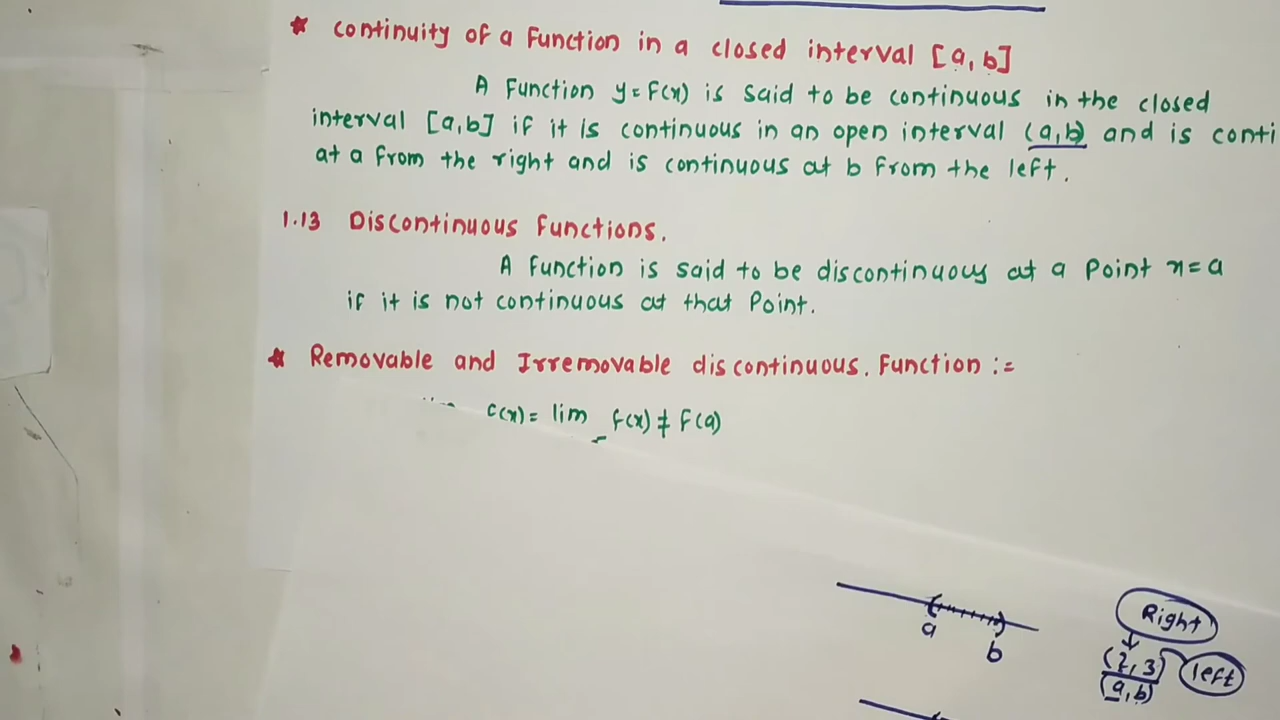 * Continuity of a Function in a closed interval [a, b]
A Function y = F(x) is said to be continuous in the closed
interval [a,b] if it is continuous in an open interval (a,b) and is conti
at a from the right and is continuous at b from the left.
1.13 Discontinuous Functions.
A Function is said to be discontinuous at a Point x = a
if it is not continuous at that Point.
* Removable and Irremovable discontinuous. Function :=
f(x) = lim f(x) ≠ F(a)
a
b
Right
(2, 3)
left
(a, b)